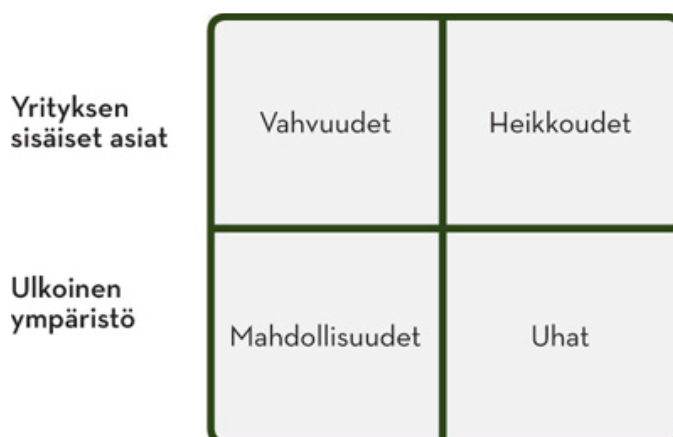 Yrityksen
sisäiset asiat
Vahvuudet
Heikkoudet
Ulkoinen
ympäristö
Mahdollisuudet
Uhat